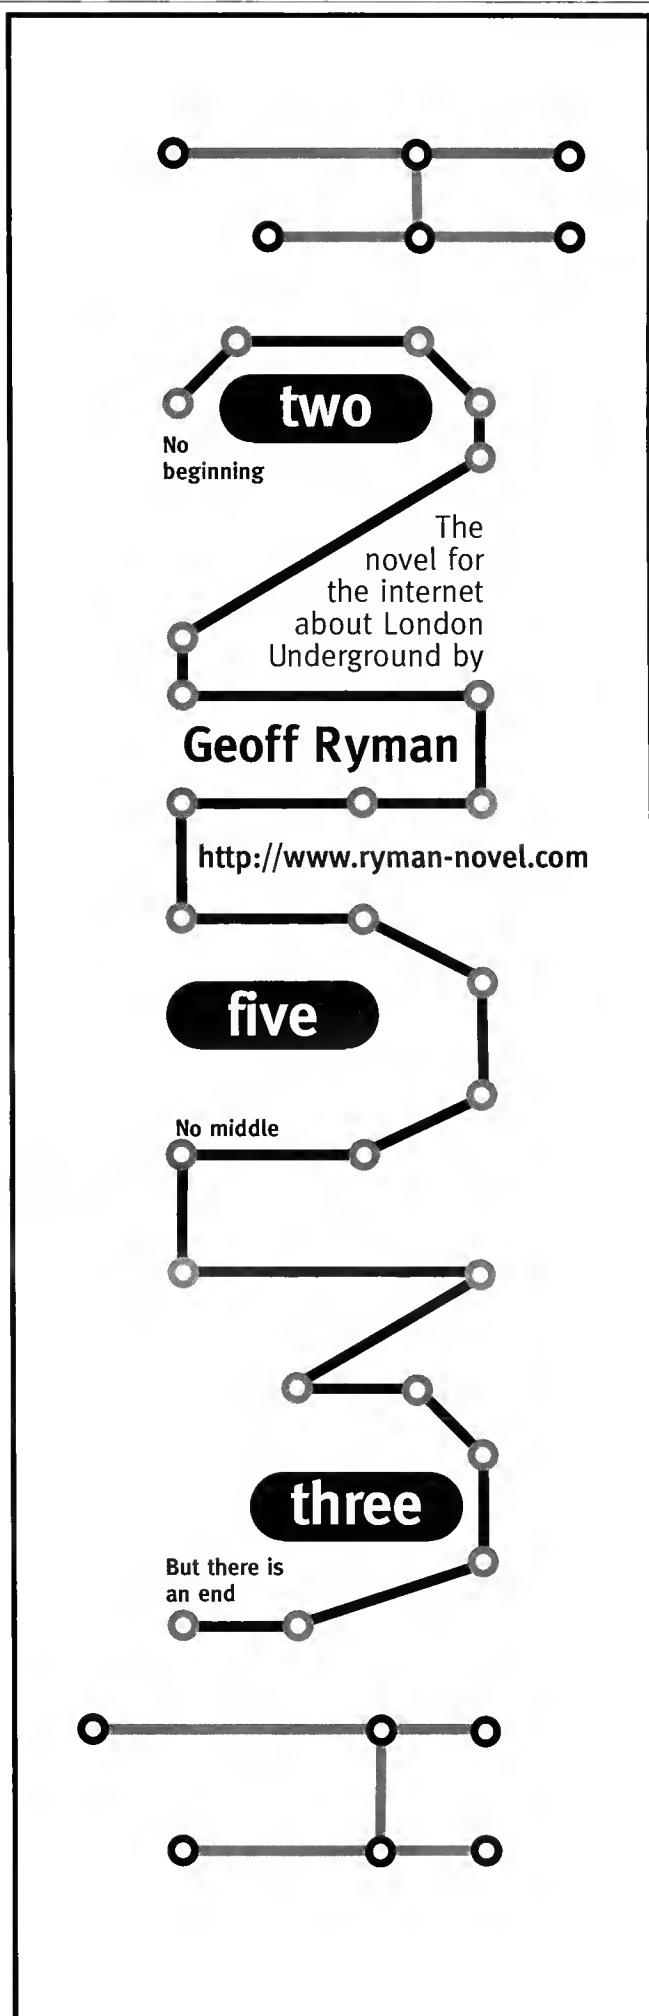 two
No
beginning
The
novel for
the internet
about London
Underground by
Geoff Ryman
http://www.ryman-novel.com
five
No middle
three
But there is
an end